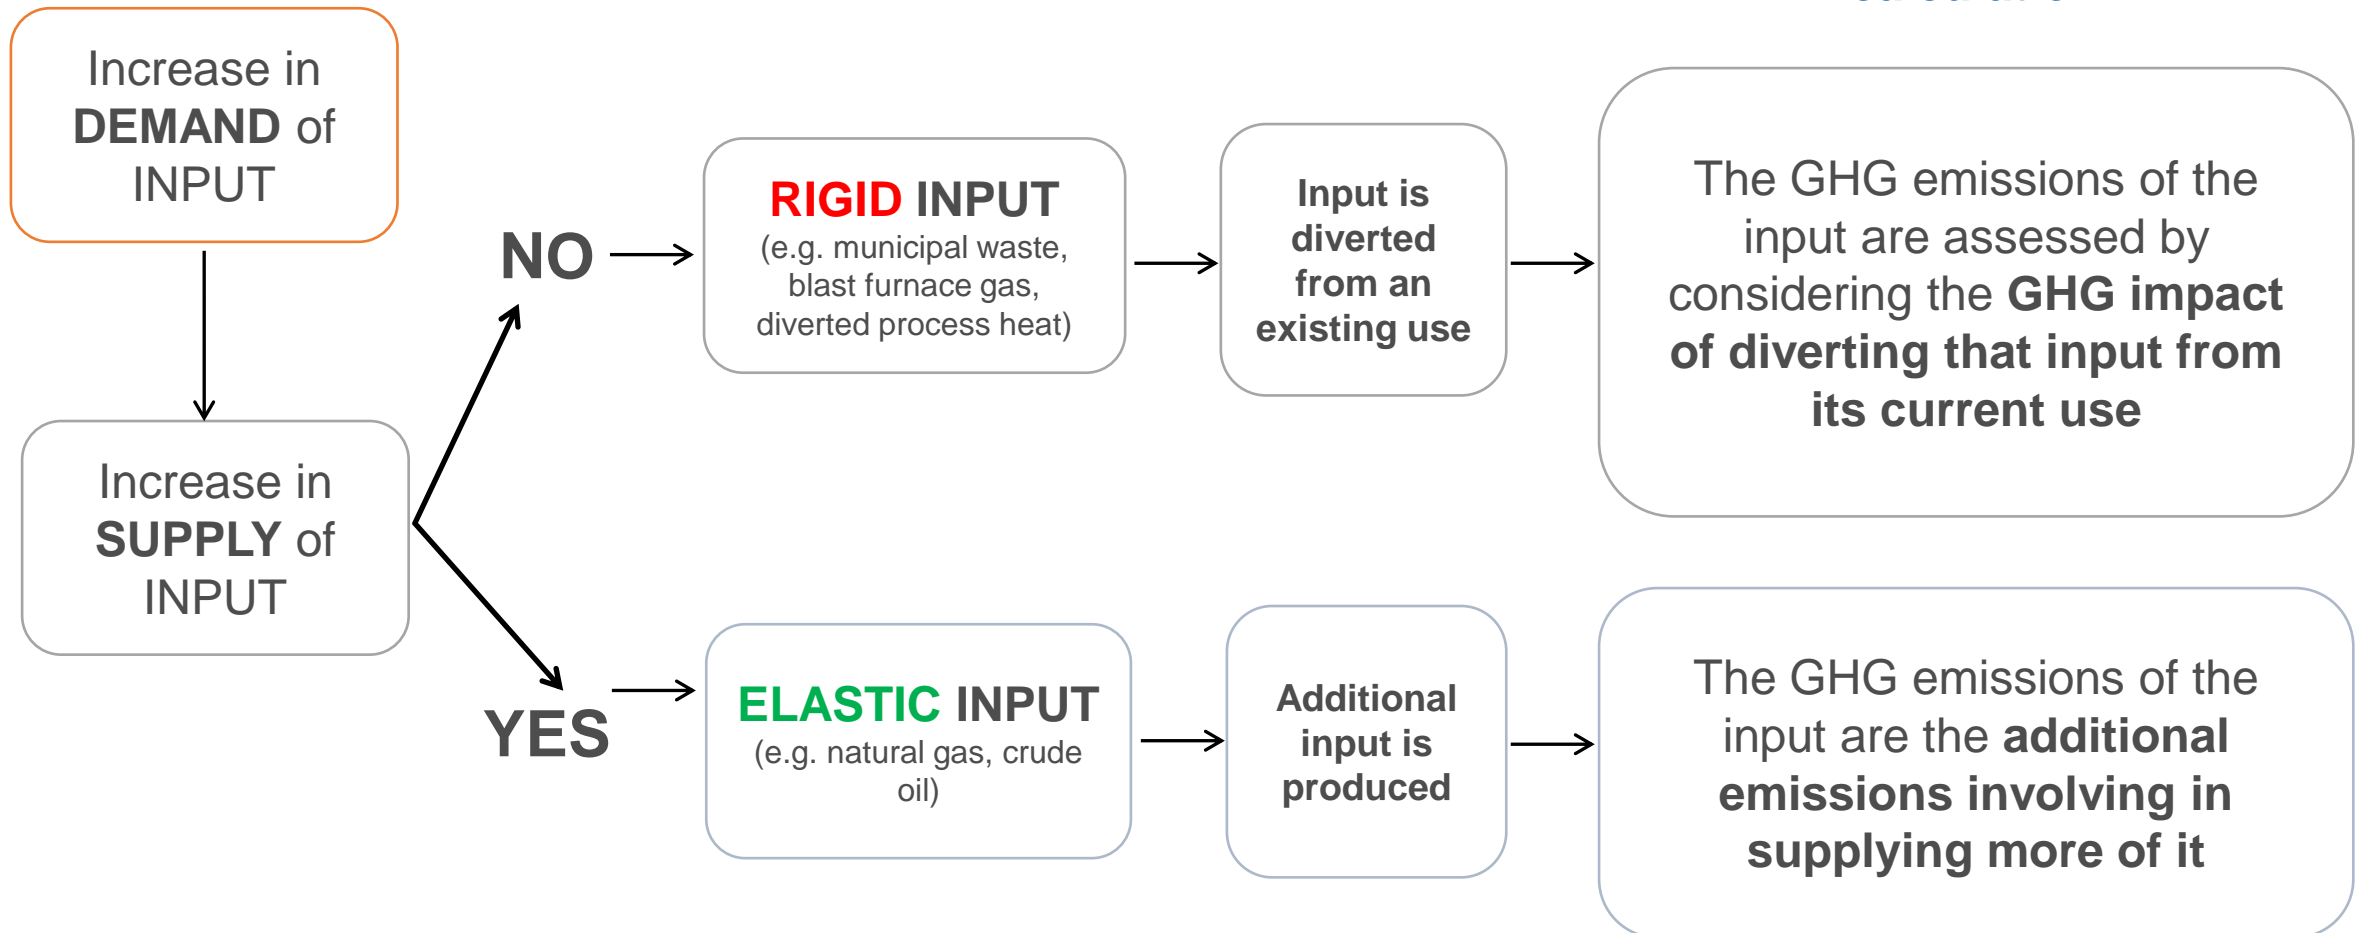 Increase in
DEMAND of
INPUT
Increase in
SUPPLY of
INPUT
NO
RIGID INPUT
(e.g. municipal waste,
blast furnace gas,
diverted process heat)
Input is
diverted
from an
existing use
The GHG emissions of the
input are assessed by
considering the GHG impact
of diverting that input from
its current use
YES
ELASTIC INPUT
(e.g. natural gas, crude
oil)
Additional
input is
produced
The GHG emissions of the
input are the additional
emissions involving in
supplying more of it